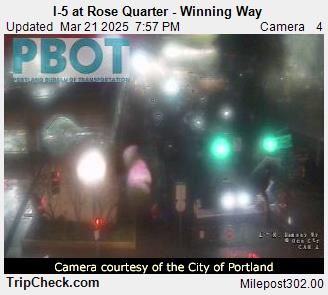 I-5 at Rose Quarter - Winning Way
Updated Mar 21 2025 7:57 PM Camera 4
PBOT
PORTLAND BUREAU OF TRANSPORTATION
Camera courtesy of the City of Portland
TripCheck.com Milepost302.00